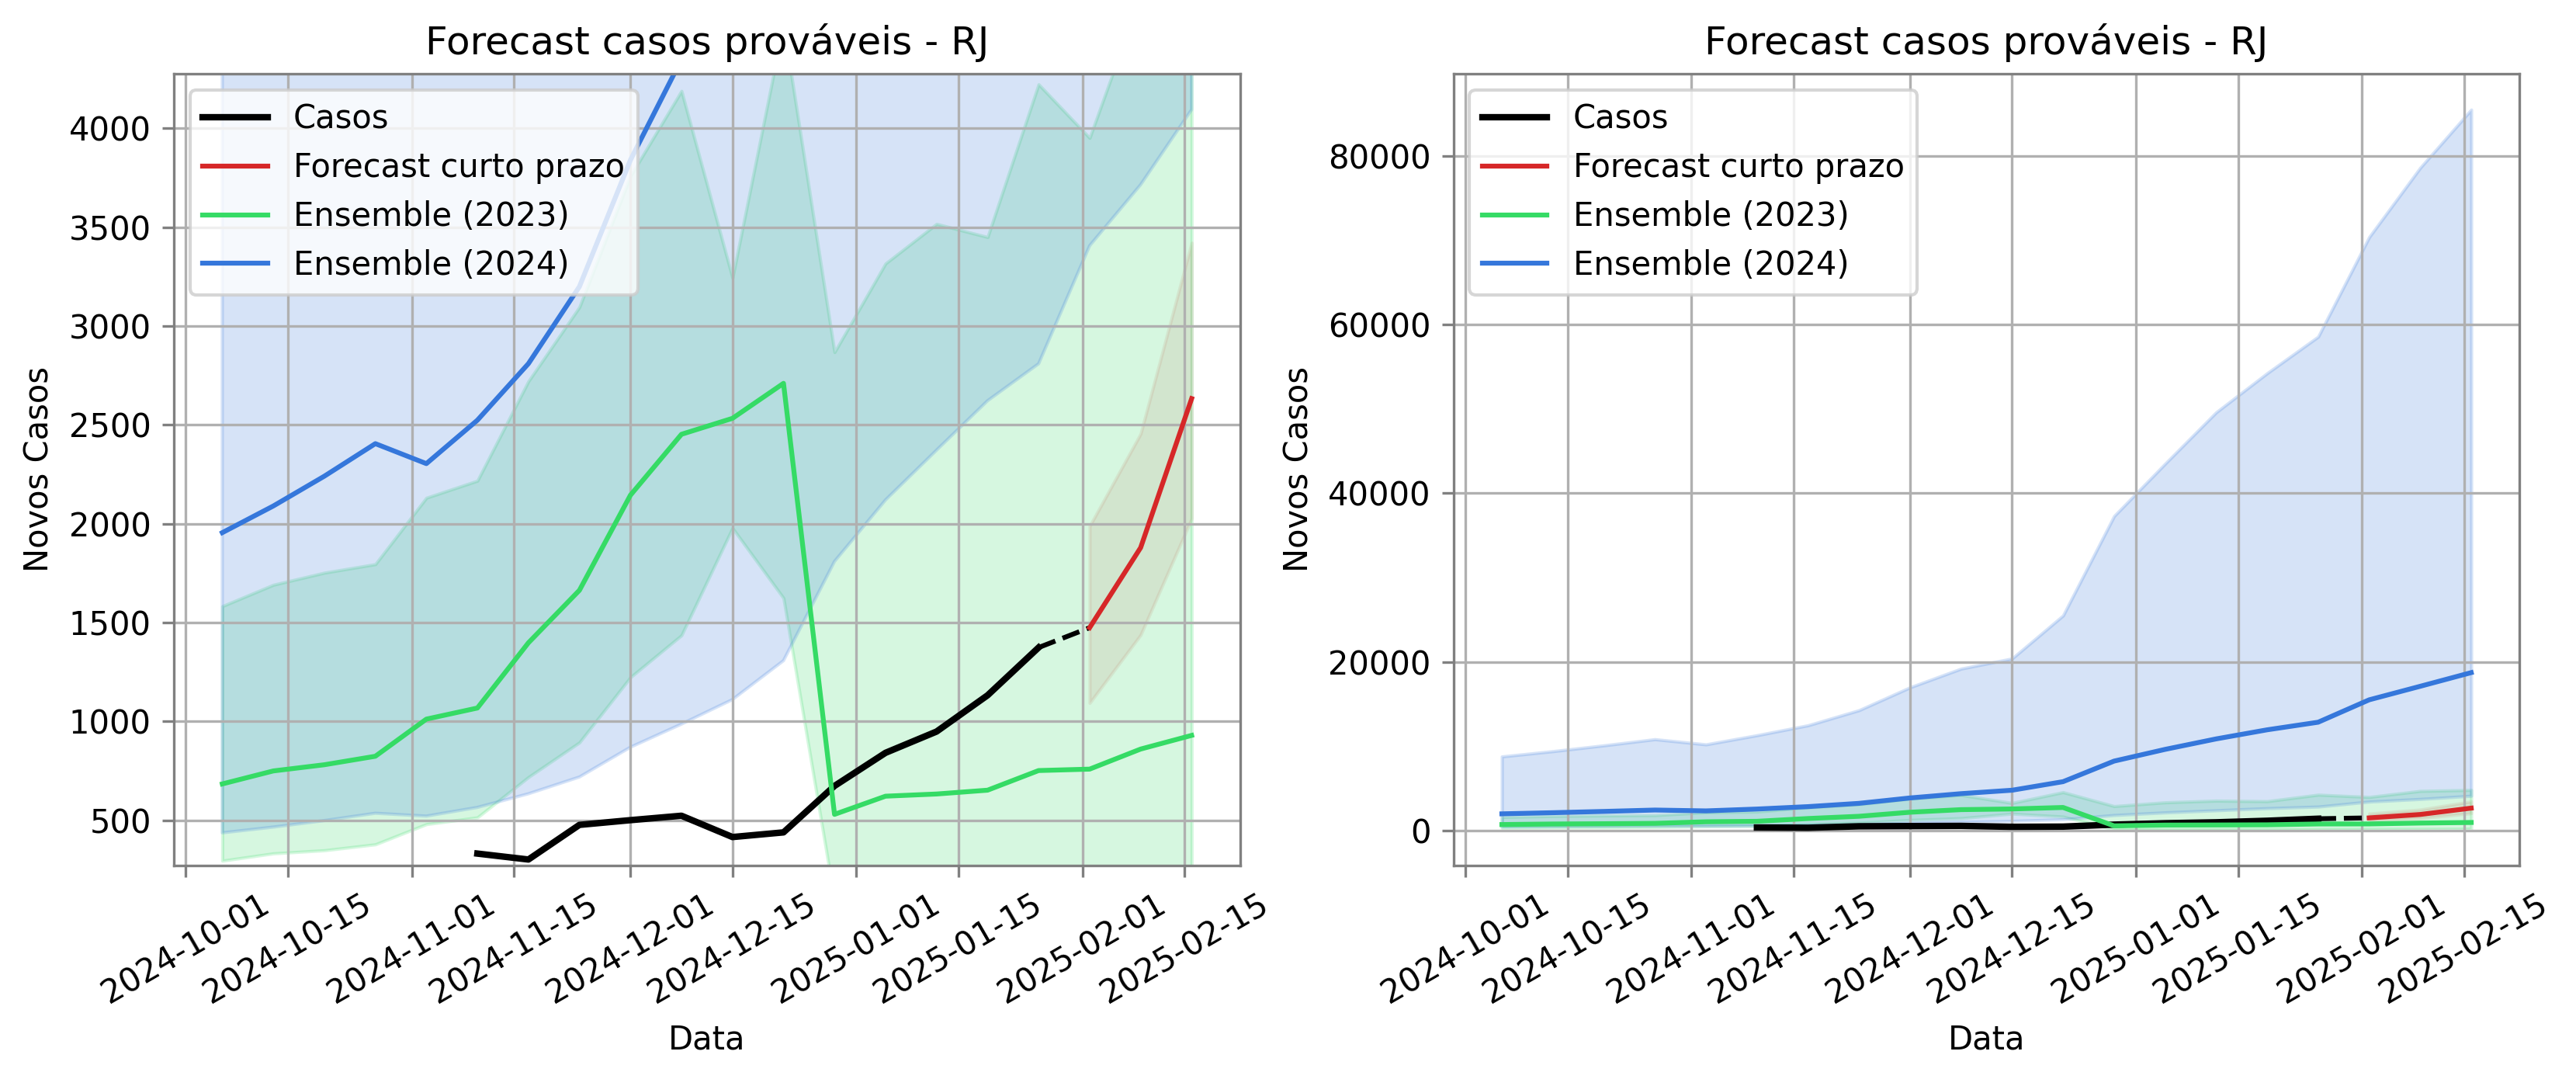 Forecast casos prováveis - RJ
Novos Casos
4000
3500
3000
2500
2000
1500
1000
500
Casos
Forecast curto prazo
Ensemble (2023)
Ensemble (2024)
2024-10-01
2024-10-15
2024-11-01
2024-11-15
2024-12-01
2024-12-15
2025-01-01
2025-01-15
2025-02-01
2025-02-15
Data
Forecast casos prováveis - RJ
Novos Casos
80000
60000
40000
20000
0
Casos
Forecast curto prazo
Ensemble (2023)
Ensemble (2024)
2024-10-01
2024-10-15
2024-11-01
2024-11-15
2024-12-01
2024-12-15
2025-01-01
2025-01-15
2025-02-01
2025-02-15
Data